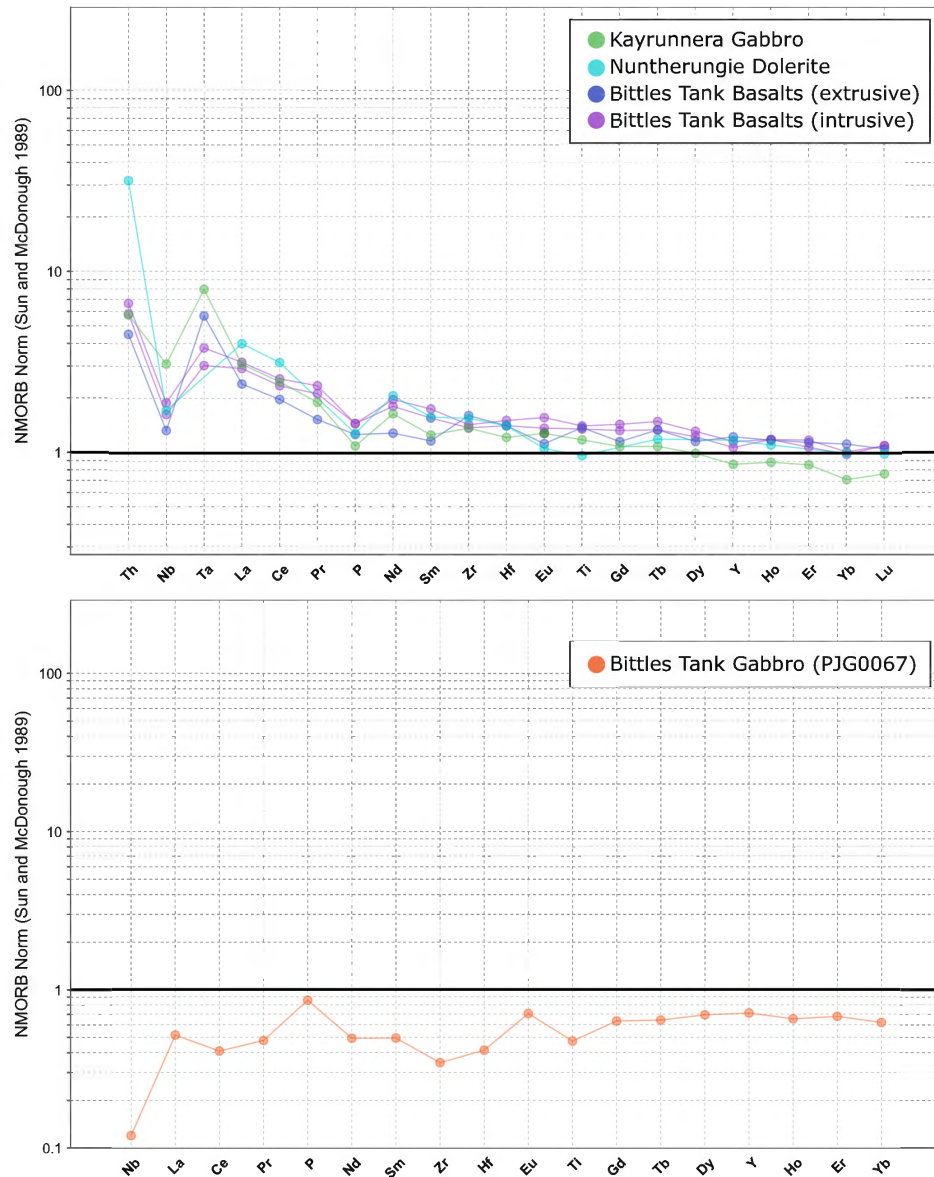 NMORB Norm (Sun and McDonough 1989)
100
10
1
Kayrunnera Gabbro
Nuntherungie Dolerite
Bittles Tank Basalts (extrusive)
Bittles Tank Basalts (intrusive)
Th Nb Ta La Ce Pr P Nd Sm Zr Hf Eu Ti Gd Tb Dy Y Ho Er Yb Lu
NMORB Norm (Sun and McDonough 1989)
100
10
1
0.1
Bittles Tank Gabbro (PJG0067)
Nb La Ce Pr P Nd Sm Zr Hf Eu Ti Gd Tb Dy Y Ho Er Yb